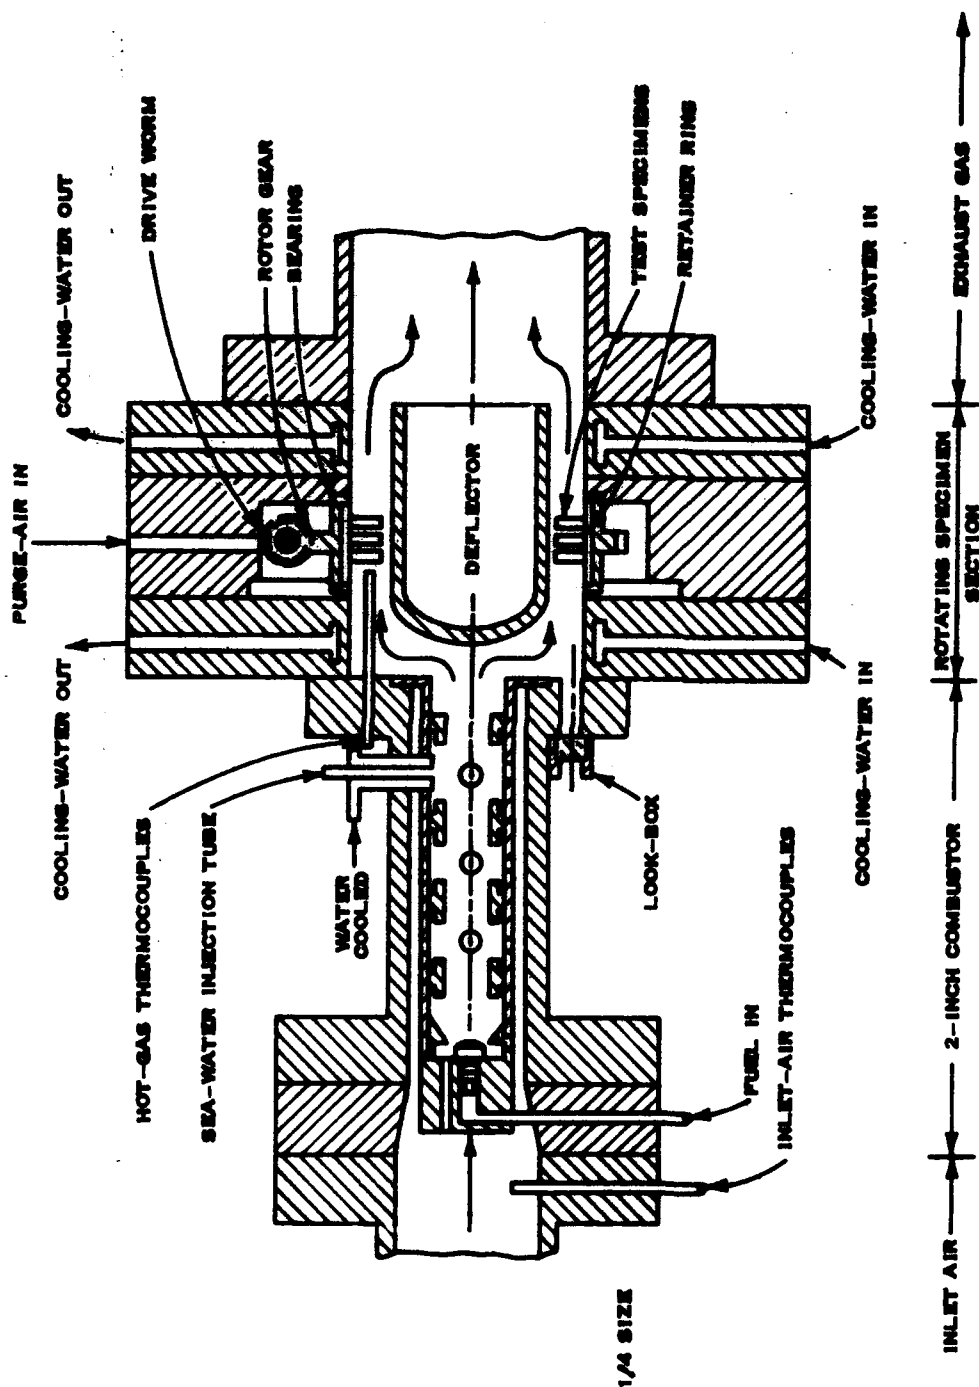 COOLING-WATER OUT
PURGE-AIR IN
COOLING-WATER OUT
DRIVE WORM
ROTOR GEAR
BEARING
HOT-GAS THERMOCOUPLES
SEA-WATER INJECTION TUBE
WATER
COOLED
DEFLECTOR
TEST SPECIMENS
RETAINER RING
LOOK-BOX
FUEL IN
INLET-AIR THERMOCOUPLES
COOLING-WATER IN
COOLING-WATER IN
1/4 SIZE
INLET AIR
2-INCH COMBUSTOR
ROTATING SPECIMEN
SECTION
EXHAUST GAS